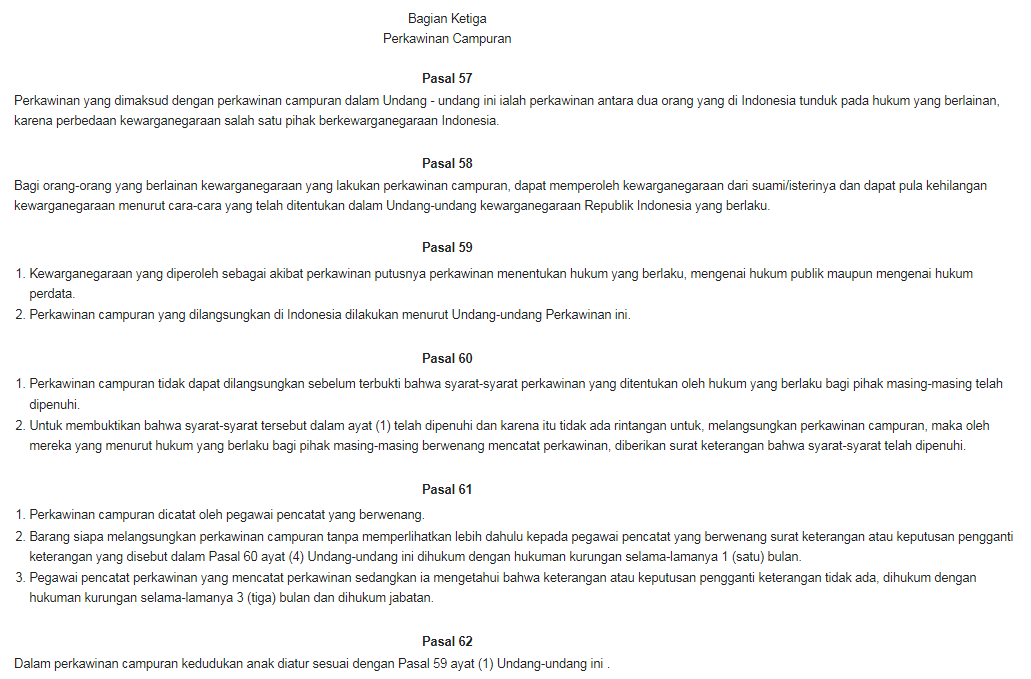 Bagian Ketiga
Perkawinan Campuran
Pasal 57
Perkawinan yang dimaksud dengan perkawinan campuran dalam Undang - undang ini ialah perkawinan antara dua orang yang di Indonesia tunduk pada hukum yang berlainan,
karena perbedaan kewarganegaraan salah satu pihak berkewarganegaraan Indonesia.
Pasal 58
Bagi orang-orang yang berlainan kewarganegaraan yang lakukan perkawinan campuran, dapat memperoleh kewarganegaraan dari suami/isterinya dan dapat pula kehilangan
kewarganegaraan menurut cara-cara yang telah ditentukan dalam Undang-undang kewarganegaraan Republik Indonesia yang berlaku.
Pasal 59
1. Kewarganegaraan yang diperoleh sebagai akibat perkawinan putusnya perkawinan menentukan hukum yang berlaku, mengenai hukum publik maupun mengenai hukum
perdata.
2. Perkawinan campuran yang dilangsungkan di Indonesia dilakukan menurut Undang-undang Perkawinan ini.
Pasal 60
1. Perkawinan campuran tidak dapat dilangsungkan sebelum terbukti bahwa syarat-syarat perkawinan yang ditentukan oleh hukum yang berlaku bagi pihak masing-masing telah
dipenuhi.
2. Untuk membuktikan bahwa syarat-syarat tersebut dalam ayat (1) telah dipenuhi dan karena itu tidak ada rintangan untuk, melangsungkan perkawinan campuran, maka oleh
mereka yang menurut hukum yang berlaku bagi pihak masing-masing berwenang mencatat perkawinan, diberikan surat keterangan bahwa syarat-syarat telah dipenuhi.
Pasal 61
1. Perkawinan campuran dicatat oleh pegawai pencatat yang berwenang.
2. Barang siapa melangsungkan perkawinan campuran tanpa memperlihatkan lebih dahulu kepada pegawai pencatat yang berwenang surat keterangan atau keputusan pengganti
keterangan yang disebut dalam Pasal 60 ayat (4) Undang-undang ini dihukum dengan hukuman kurungan selama-lamanya 1 (satu) bulan.
3. Pegawai pencatat perkawinan yang mencatat perkawinan sedangkan ia mengetahui bahwa keterangan atau keputusan pengganti keterangan tidak ada, dihukum dengan
hukuman kurungan selama-lamanya 3 (tiga) bulan dan dihukum jabatan.
Pasal 62
Dalam perkawinan campuran kedudukan anak diatur sesuai dengan Pasal 59 ayat (1) Undang-undang ini .